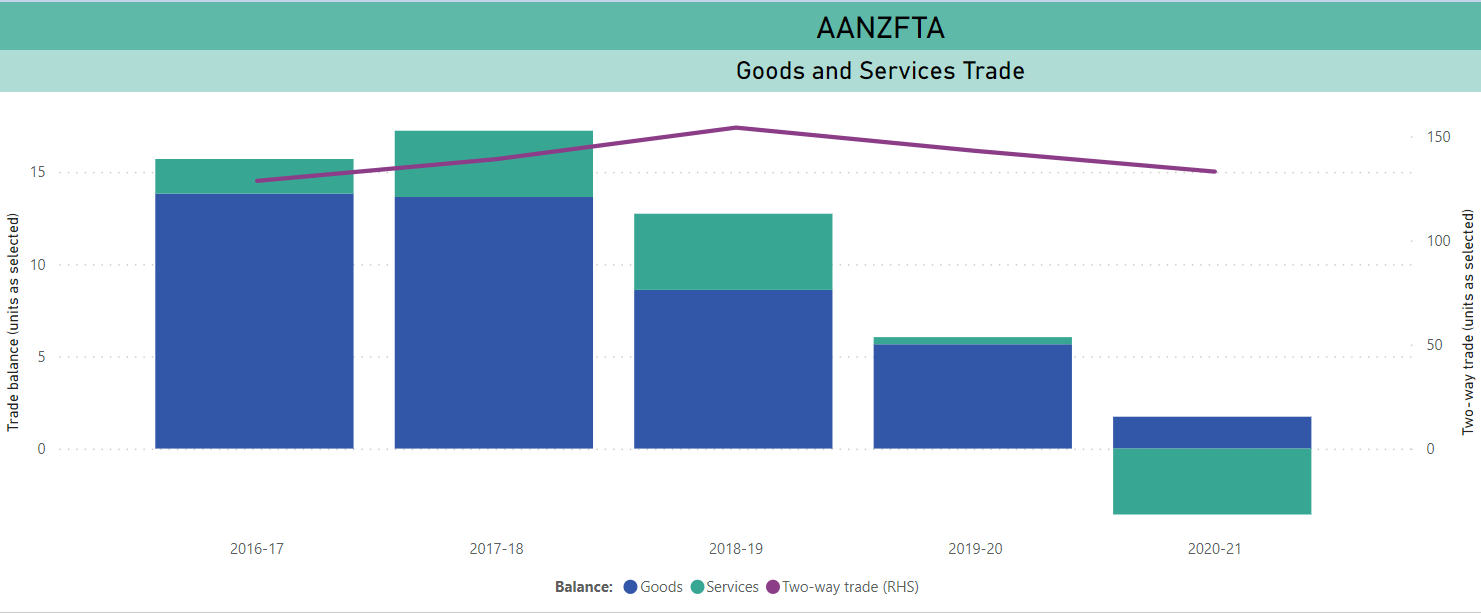 AANZFTA
Goods and Services Trade
Trade balance (units as selected)
15
10
5
0
150
100
50
0
Two-way trade (units as selected)
2016-17
2017-18
2018-19
2019-20
2020-21
Balance: Goods Services Two-way trade (RHS)